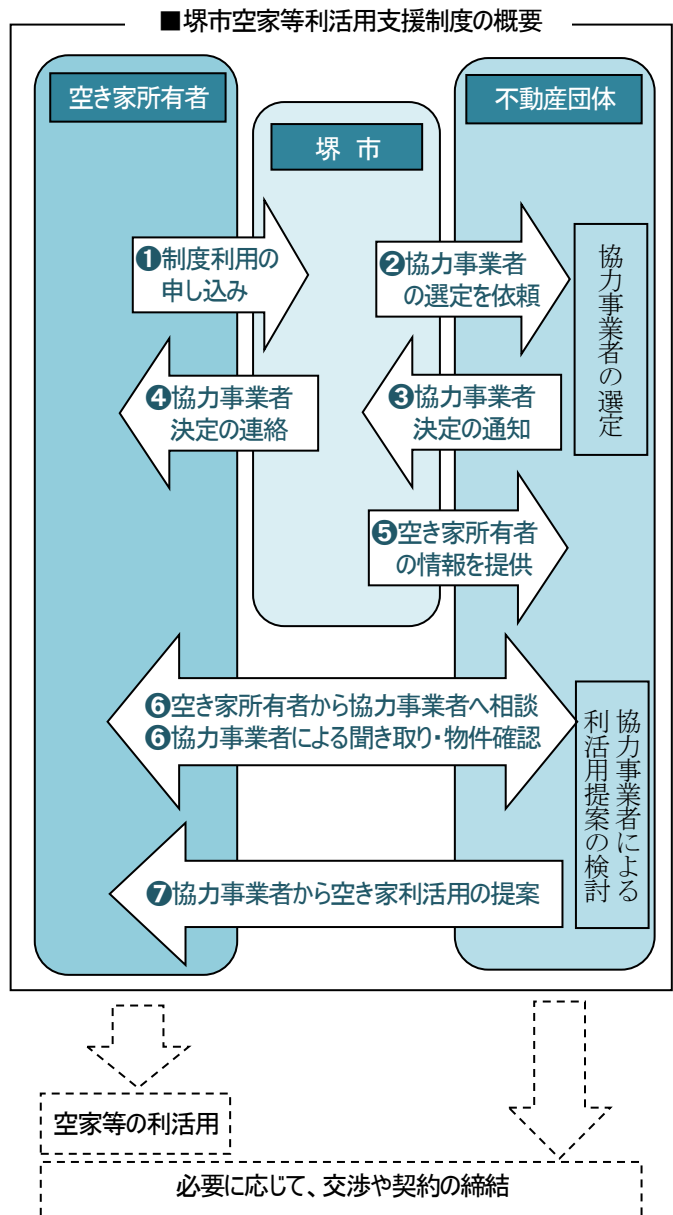 ■堺市空家等利活用支援制度の概要
空き家所有者
堺 市
不動産団体
❶制度利用の
申し込み
❷協力事業者
の選定を依頼
協力事業者の選定
❹協力事業者
決定の連絡
❸協力事業者
決定の通知
❺空き家所有者
の情報を提供
❻空き家所有者から協力事業者へ相談
❻協力事業者による聞き取り・物件確認
協力事業者による
利活用提案の検討
❼協力事業者から空き家利活用の提案
空家等の利活用
必要に応じて、交渉や契約の締結